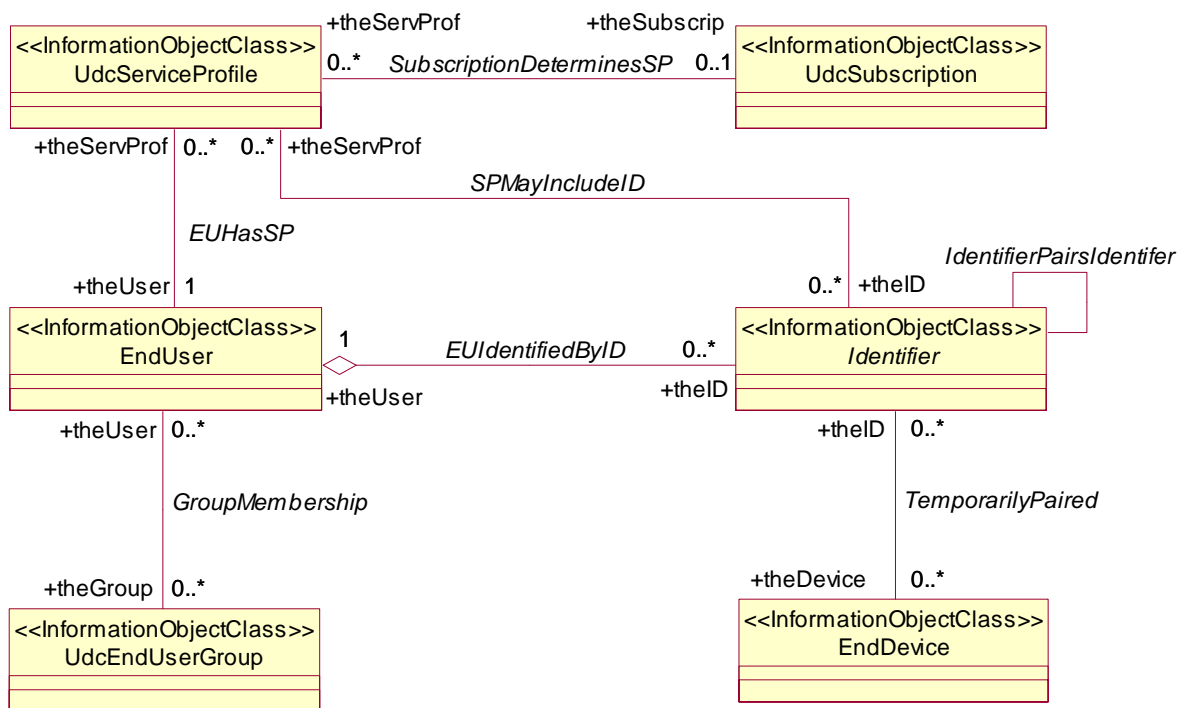 +theServProf +theSubscrip
<<InformationObjectClass>> <<InformationObjectClass>>
UdcServiceProfile 0..* SubscriptionDeterminesSP 0..1 UdcSubscription
+theServProf 0..* 0..* +theServProf
SPMayIncludeID
EUHasSP
IdentifierPairsIdentifer
+theUser 1 0..* +theID
<<InformationObjectClass>> <<InformationObjectClass>>
EndUser 1 EUIdentifiedByID 0..* Identifier
+theUser +theID
+theUser 0..* +theID 0..*
GroupMembership TemporarilyPaired
+theGroup 0..* +theDevice 0..*
<<InformationObjectClass>> <<InformationObjectClass>>
UdcEndUserGroup EndDevice